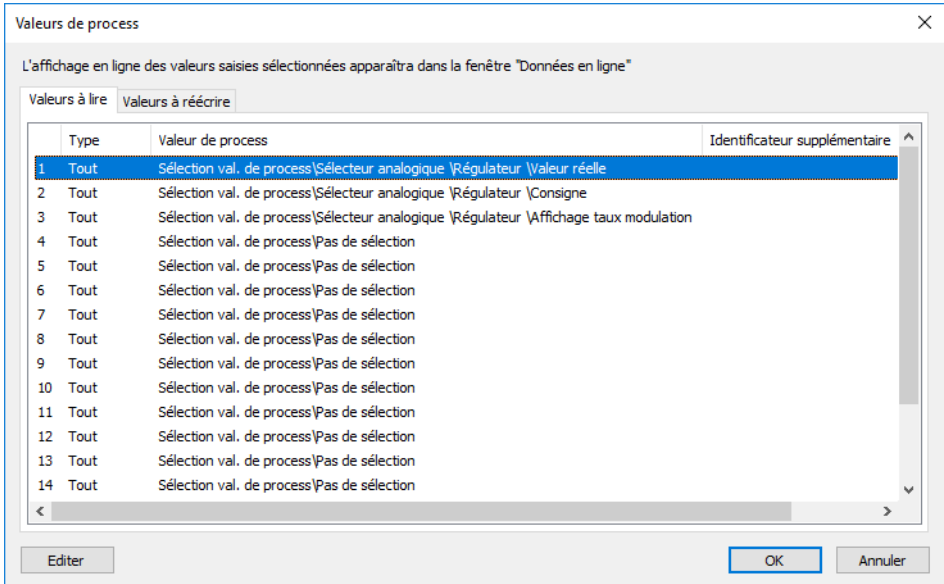 Valeurs de process
L'affichage en ligne des valeurs saisies sélectionnées apparaîtra dans la fenêtre "Données en ligne"
Valeurs à lire Valeurs à réécrire
Type Valeur de process Identificateur supplémentaire
1 Tout Sélection val. de process\Sélecteur analogique \Régulateur \Valeur réelle
2 Tout Sélection val. de process\Sélecteur analogique \Régulateur \Consigne
3 Tout Sélection val. de process\Sélecteur analogique \Régulateur \Affichage taux modulation
4 Tout Sélection val. de process\Pas de sélection
5 Tout Sélection val. de process\Pas de sélection
6 Tout Sélection val. de process\Pas de sélection
7 Tout Sélection val. de process\Pas de sélection
8 Tout Sélection val. de process\Pas de sélection
9 Tout Sélection val. de process\Pas de sélection
10 Tout Sélection val. de process\Pas de sélection
11 Tout Sélection val. de process\Pas de sélection
12 Tout Sélection val. de process\Pas de sélection
13 Tout Sélection val. de process\Pas de sélection
14 Tout Sélection val. de process\Pas de sélection
Editer OK Annuler